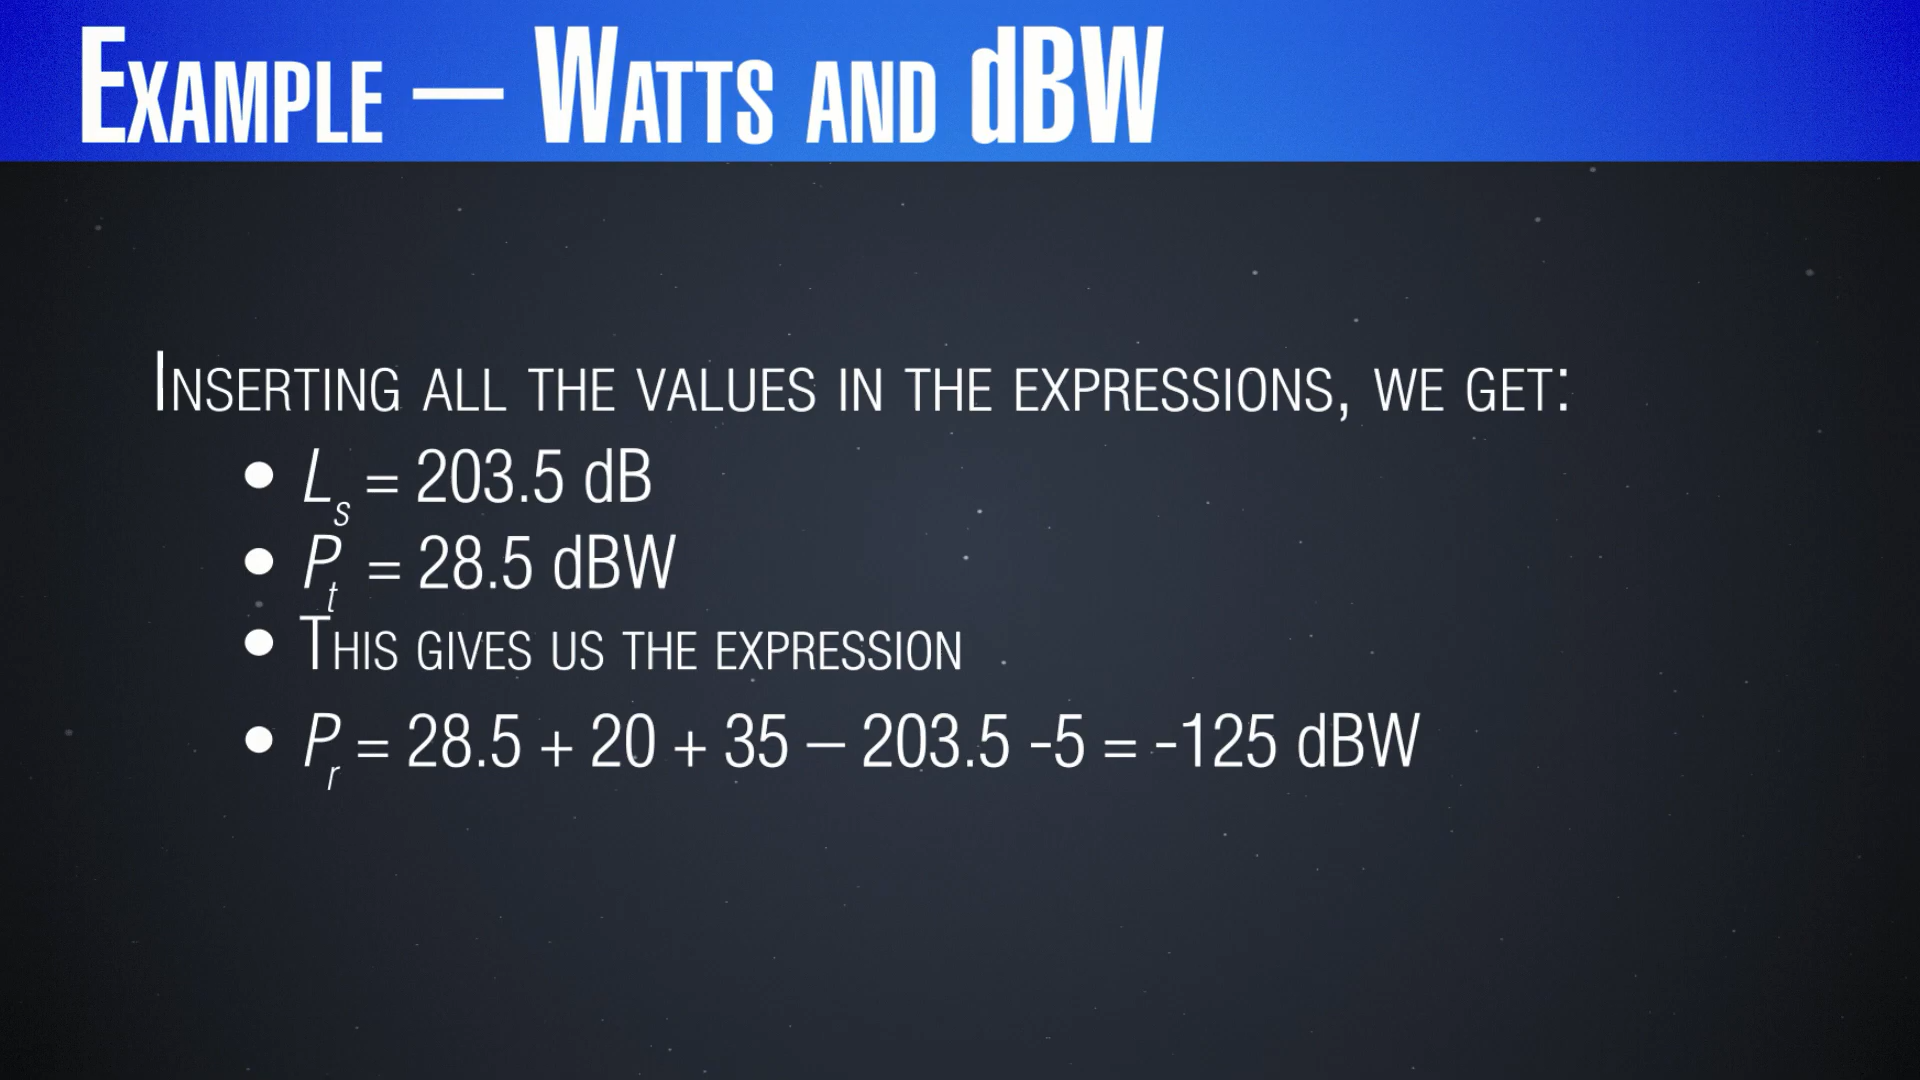 Example – Watts and dBW
Inserting all the values in the expressions, we get:
• Ls = 203.5 dB
• Pt = 28.5 dBW
• This gives us the expression
• Pr = 28.5 + 20 + 35 – 203.5 -5 = -125 dBW